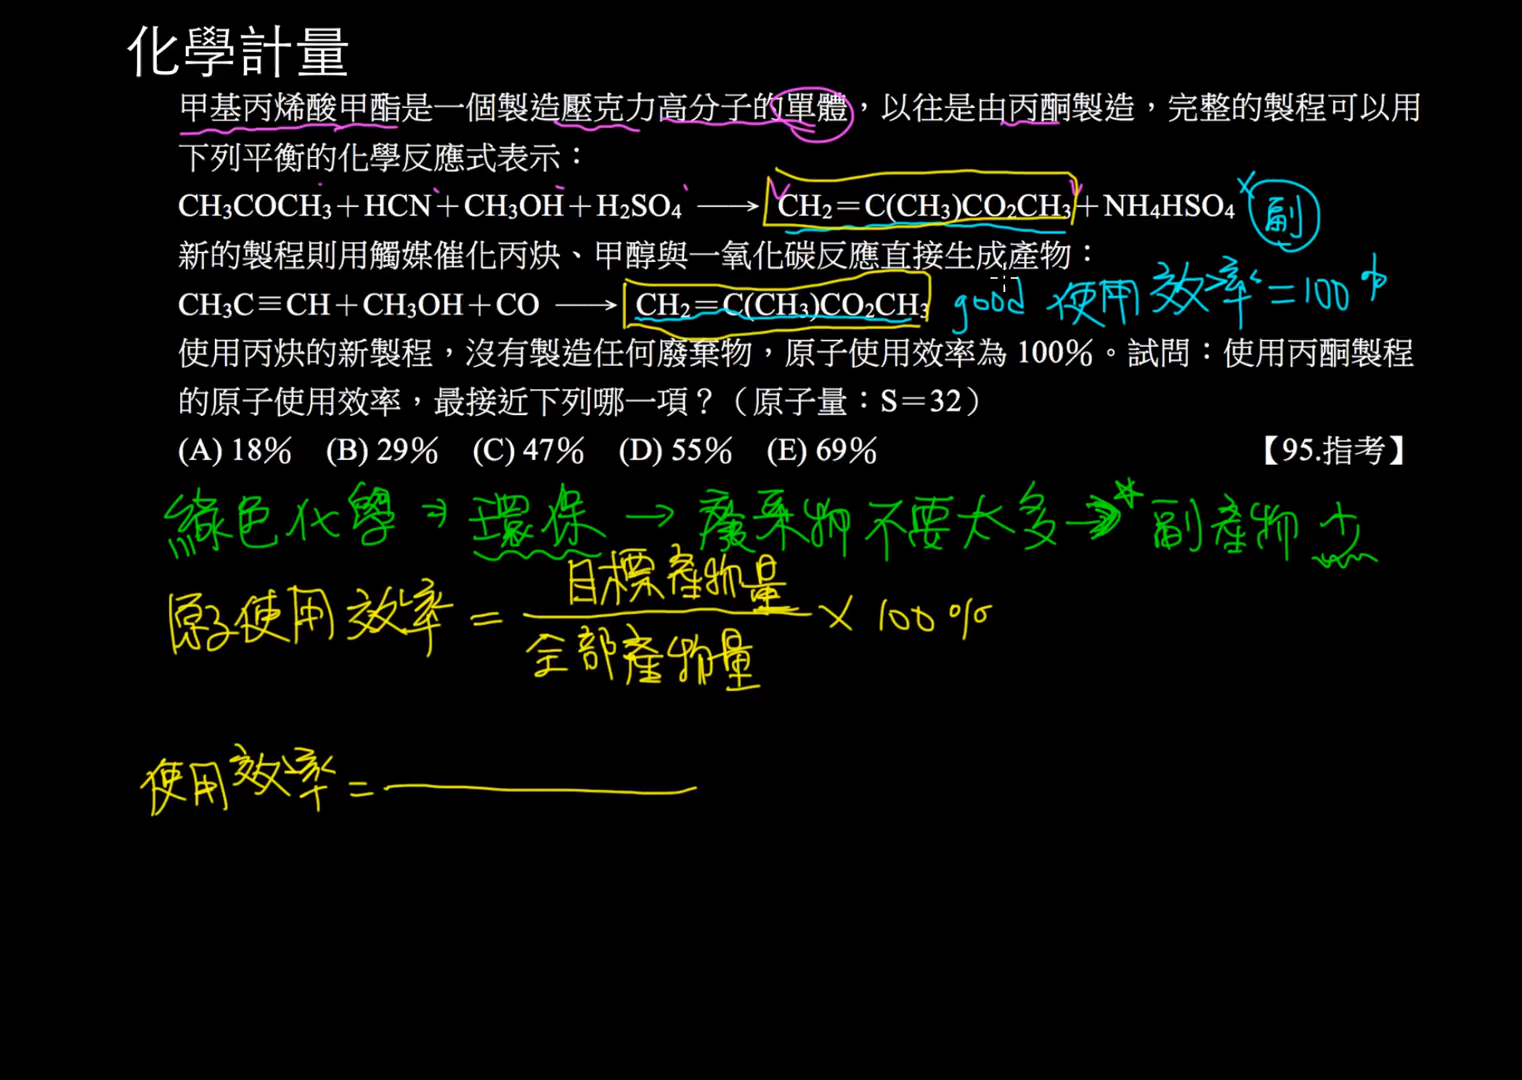 化學計量
甲基丙烯酸甲酯是一個製造壓克力高分子的單體，以往是由丙酮製造，完整的製程可以用
下列平衡的化學反應式表示：
CH₃COCH₃＋HCN＋CH₃OH＋H₂SO₄ ⟶ CH₂＝C(CH₃)CO₂CH₃＋NH₄HSO₄ 副
新的製程則用觸媒催化丙炔、甲醇與一氧化碳反應直接生成產物：
CH₃C≡CH＋CH₃OH＋CO ⟶ CH₂＝C(CH₃)CO₂CH₃ good 使用效率=100%
使用丙炔的新製程，沒有製造任何廢棄物，原子使用效率為 100％。試問：使用丙酮製程
的原子使用效率，最接近下列哪一項？（原子量：S＝32）
(A) 18％ (B) 29％ (C) 47％ (D) 55％ (E) 69％ 【95.指考】
綠色化學 ⇒ 環保 → 廢棄物不要太多 → * 副產物少
原子使用效率 = 目標產物量 / 全部產物量 × 100%
使用效率 =